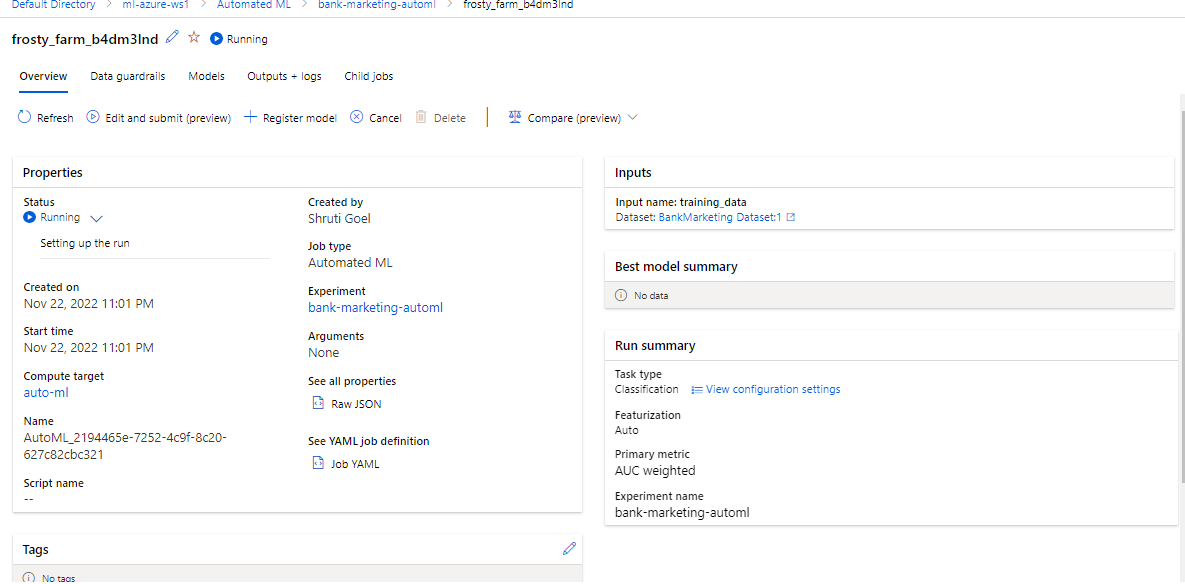 Default Directory > ml-azure-ws1 > Automated ML > bank-marketing-automl > frosty_farm_b4dm3lnd
frosty_farm_b4dm3lnd Running
Overview Data guardrails Models Outputs + logs Child jobs
Refresh Edit and submit (preview) Register model Cancel Delete Compare (preview)
Properties
Status
Running
Setting up the run
Created on
Nov 22, 2022 11:01 PM
Start time
Nov 22, 2022 11:01 PM
Compute target
auto-ml
Name
AutoML_2194465e-7252-4c9f-8c20-
627c82cbc321
Script name
--
Created by
Shruti Goel
Job type
Automated ML
Experiment
bank-marketing-automl
Arguments
None
See all properties
Raw JSON
See YAML job definition
Job YAML
Tags
No tags
Inputs
Input name: training_data
Dataset: BankMarketing Dataset:1
Best model summary
No data
Run summary
Task type
Classification View configuration settings
Featurization
Auto
Primary metric
AUC weighted
Experiment name
bank-marketing-automl